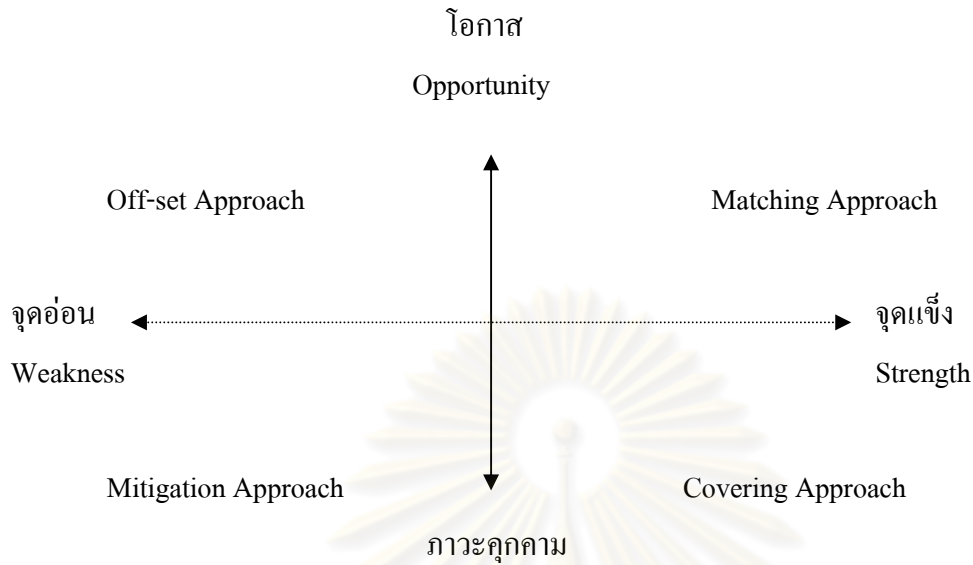 โอกาส
Opportunity
Off-set Approach
Matching Approach
จุดอ่อน
จุดแข็ง
Weakness
Strength
Mitigation Approach
Covering Approach
ภาวะคุกคาม